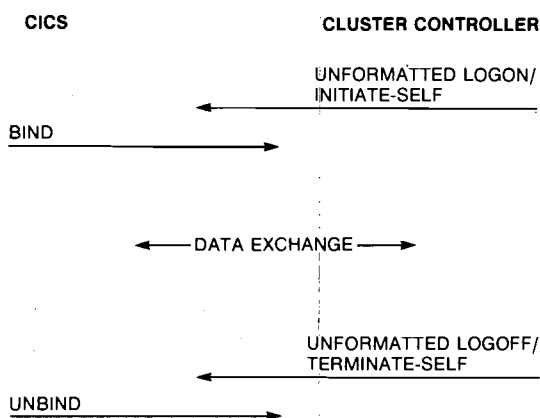 CICS
CLUSTER CONTROLLER
UNFORMATTED LOGON/
INITIATE-SELF
BIND
DATA EXCHANGE
UNFORMATTED LOGOFF/
TERMINATE-SELF
UNBIND